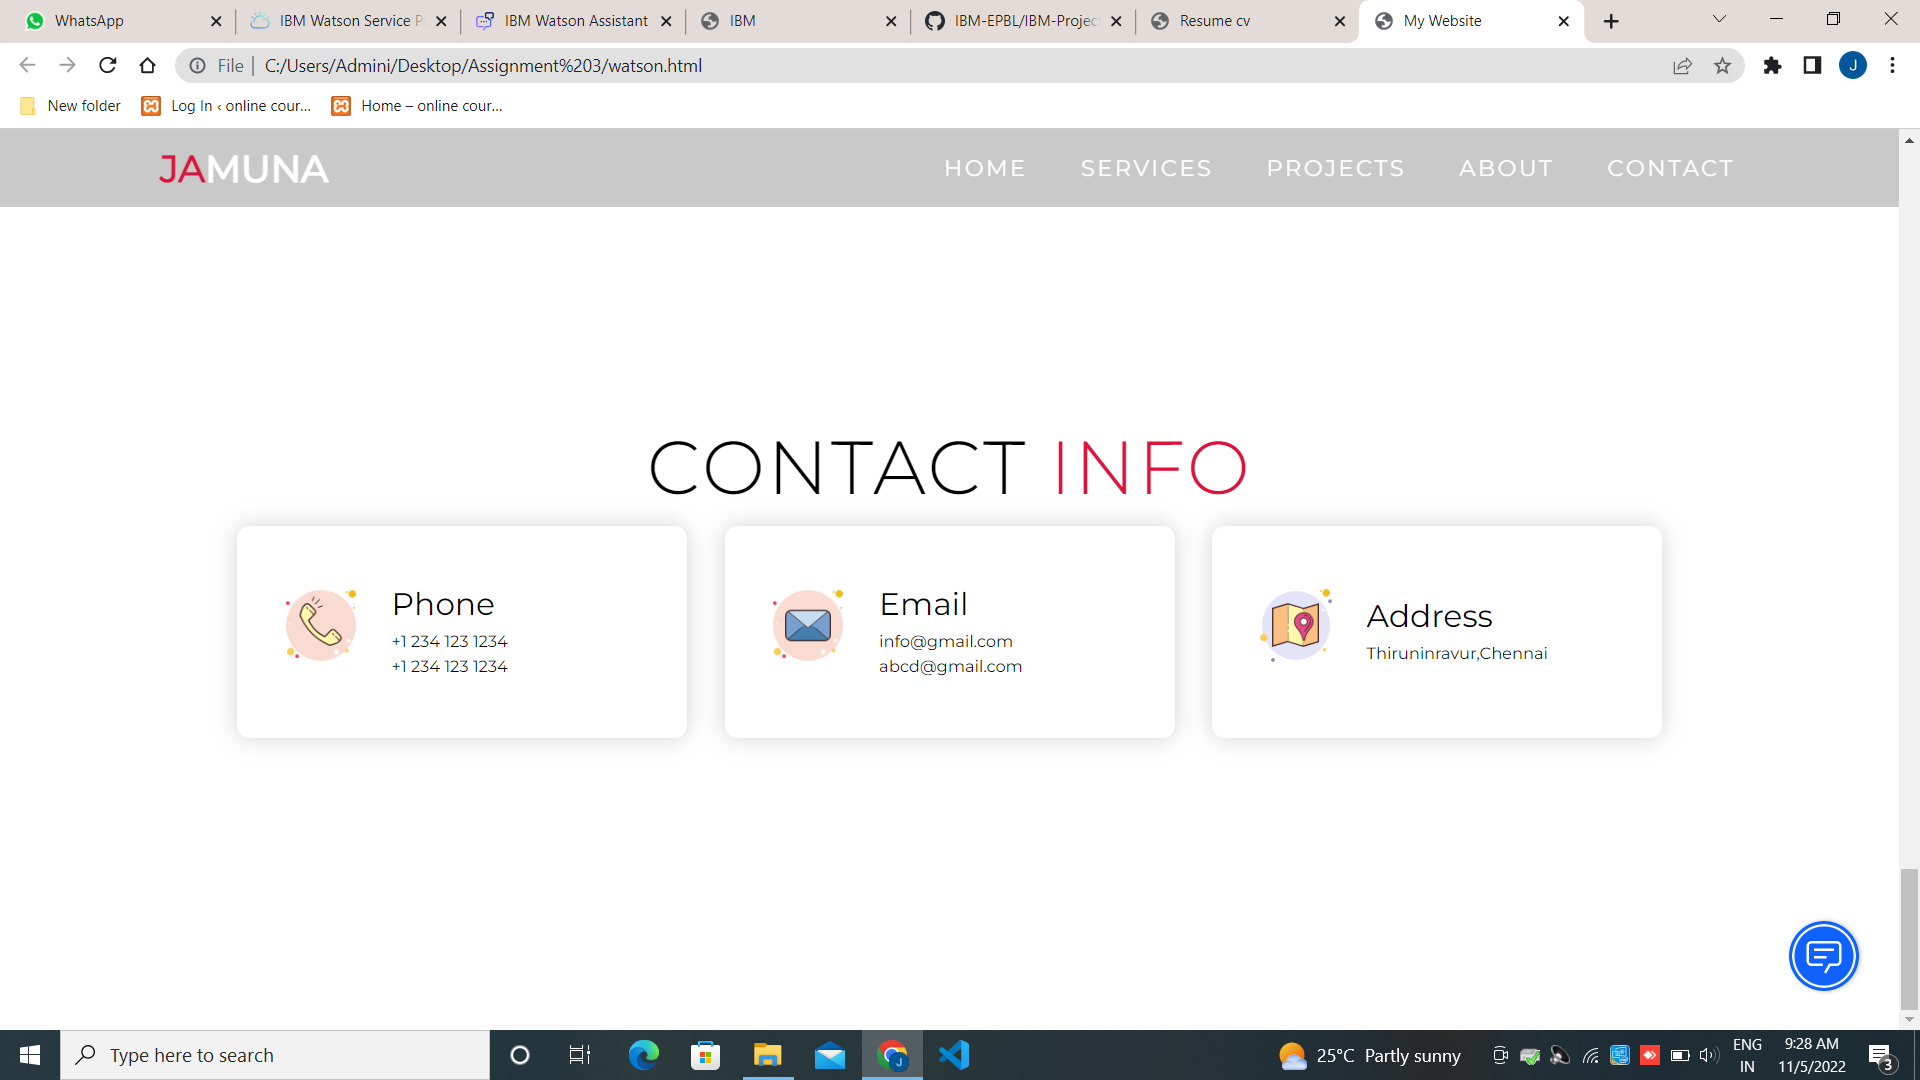 WhatsApp
IBM Watson Service P
IBM Watson Assistant
IBM
IBM-EPBL/IBM-Projec
Resume cv
My Website
File
C:/Users/Admini/Desktop/Assignment%203/watson.html
J
New folder
Log In ‹ online cour...
Home – online cour...
JAMUNA
HOME
SERVICES
PROJECTS
ABOUT
CONTACT
CONTACT INFO
Phone
+1 234 123 1234
+1 234 123 1234
Email
info@gmail.com
abcd@gmail.com
Address
Thiruninravur,Chennai
Type here to search
J
25°C Partly sunny
ENG
IN
9:28 AM
11/5/2022
3